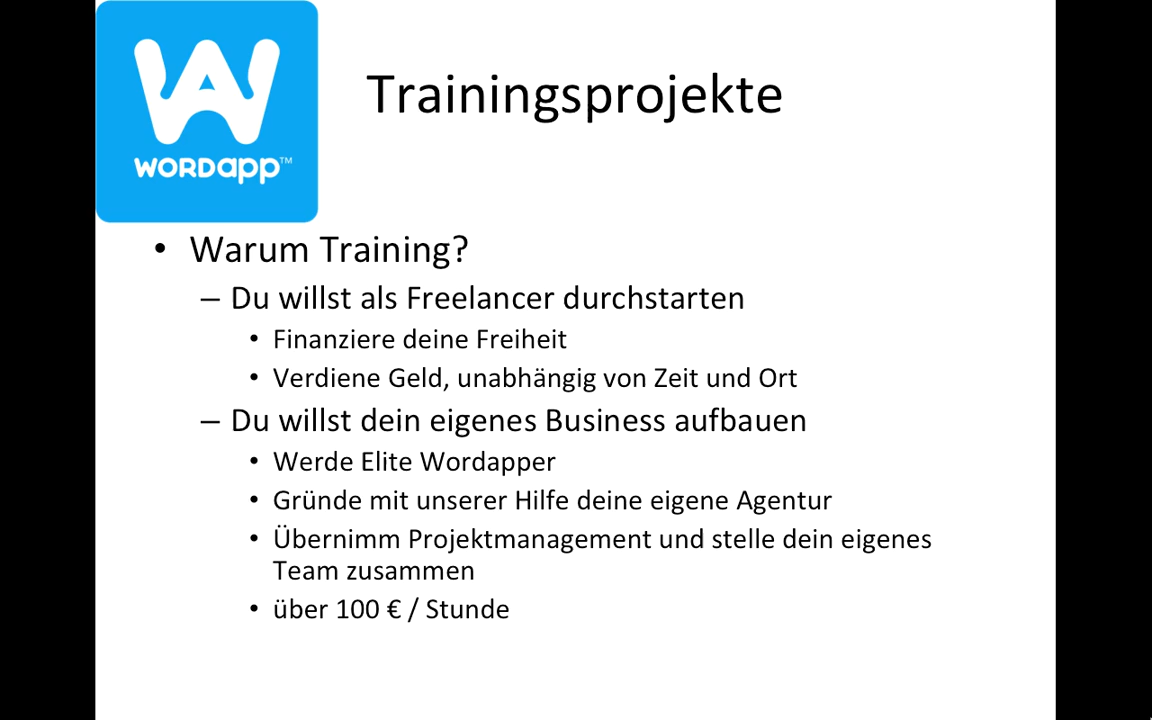 WORDapp™
Trainingsprojekte
• Warum Training?
– Du willst als Freelancer durchstarten
• Finanziere deine Freiheit
• Verdiene Geld, unabhängig von Zeit und Ort
– Du willst dein eigenes Business aufbauen
• Werde Elite Wordapper
• Gründe mit unserer Hilfe deine eigene Agentur
• Übernimm Projektmanagement und stelle dein eigenes
Team zusammen
• über 100 € / Stunde